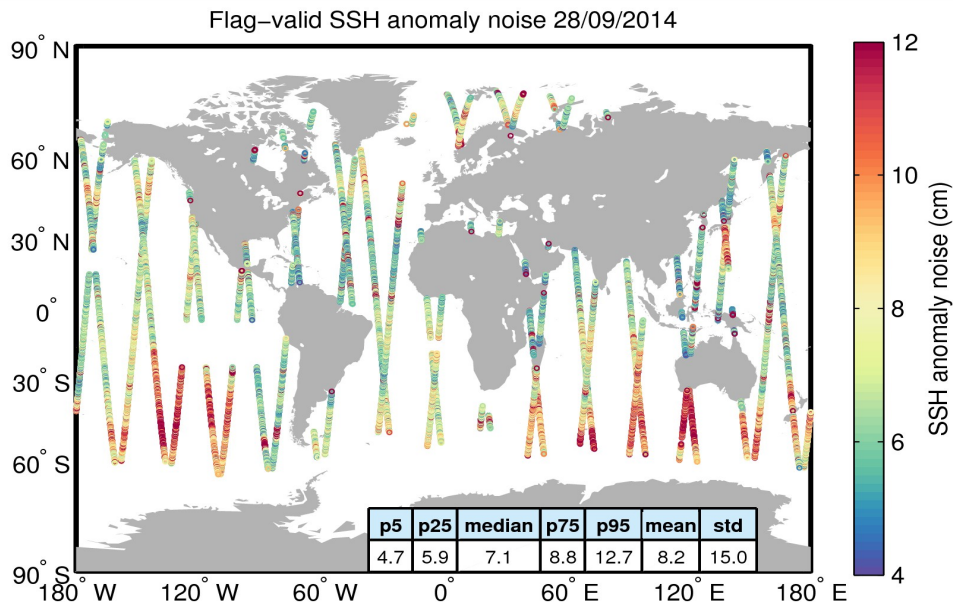 Flag−valid SSH anomaly noise 28/09/2014
90° N
60° N
30° N
0°
30° S
60° S
90° S
180° W
120° W
60° W
0°
60° E
120° E
180° E
p5 p25 median p75 p95 mean std
4.7 5.9 7.1 8.8 12.7 8.2 15.0
12
10
8
6
4
SSH anomaly noise (cm)